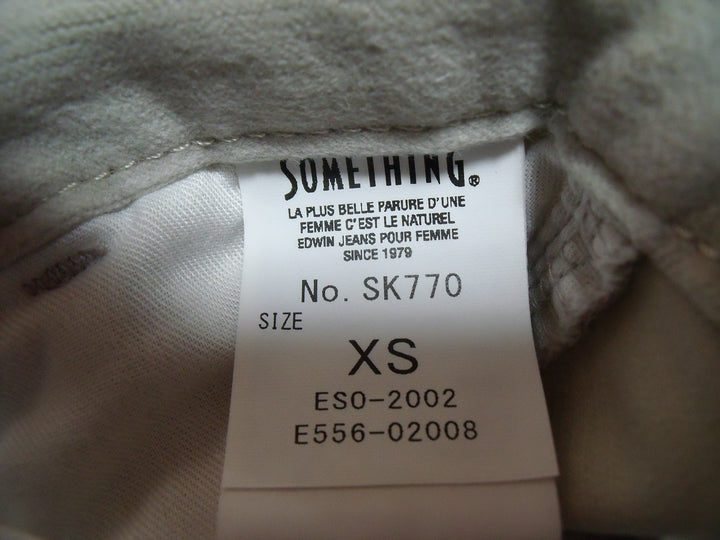 SOMETHING®
LA PLUS BELLE PARURE D'UNE
FEMME C'EST LE NATUREL
EDWIN JEANS POUR FEMME
SINCE 1979
No. SK770
SIZE
XS
ESO-2002
E556-02008